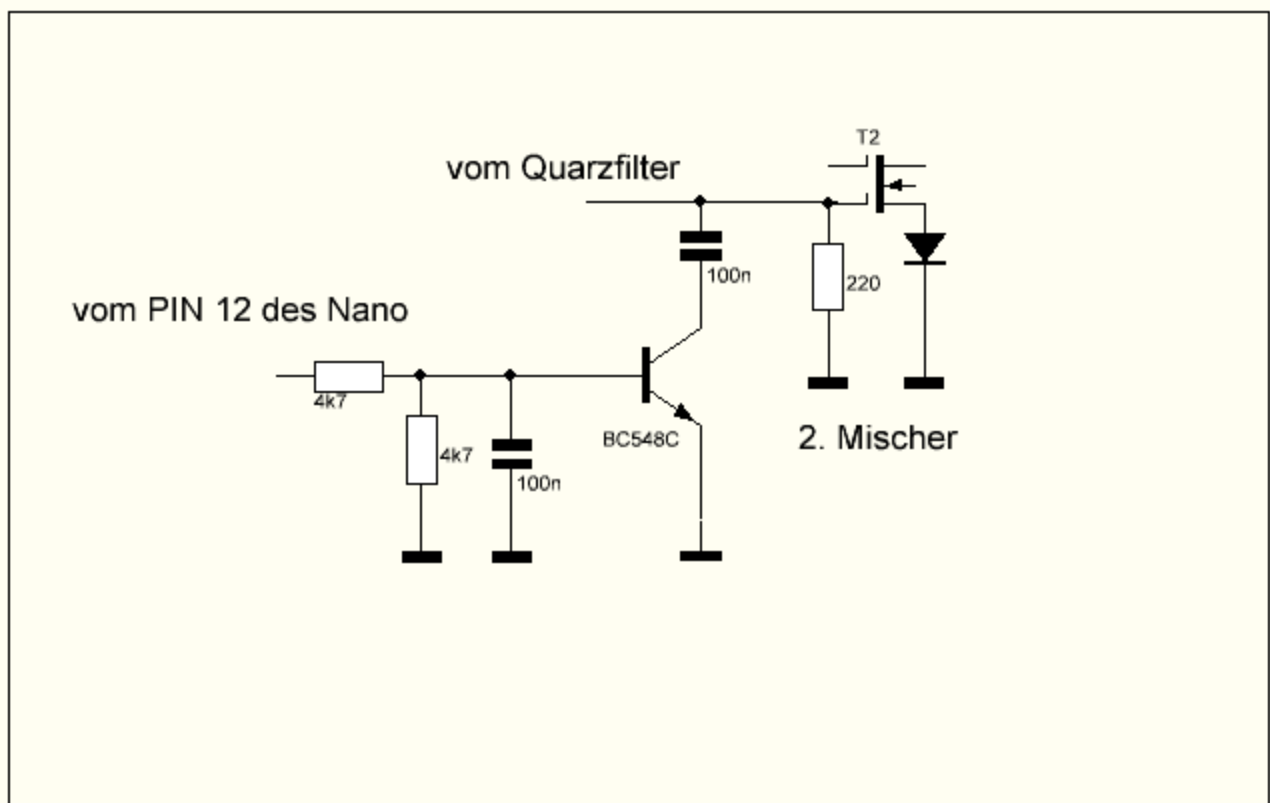 T2
vom Quarzfilter
100n
220
vom PIN 12 des Nano
4k7
4k7
BC548C
2. Mischer
100n